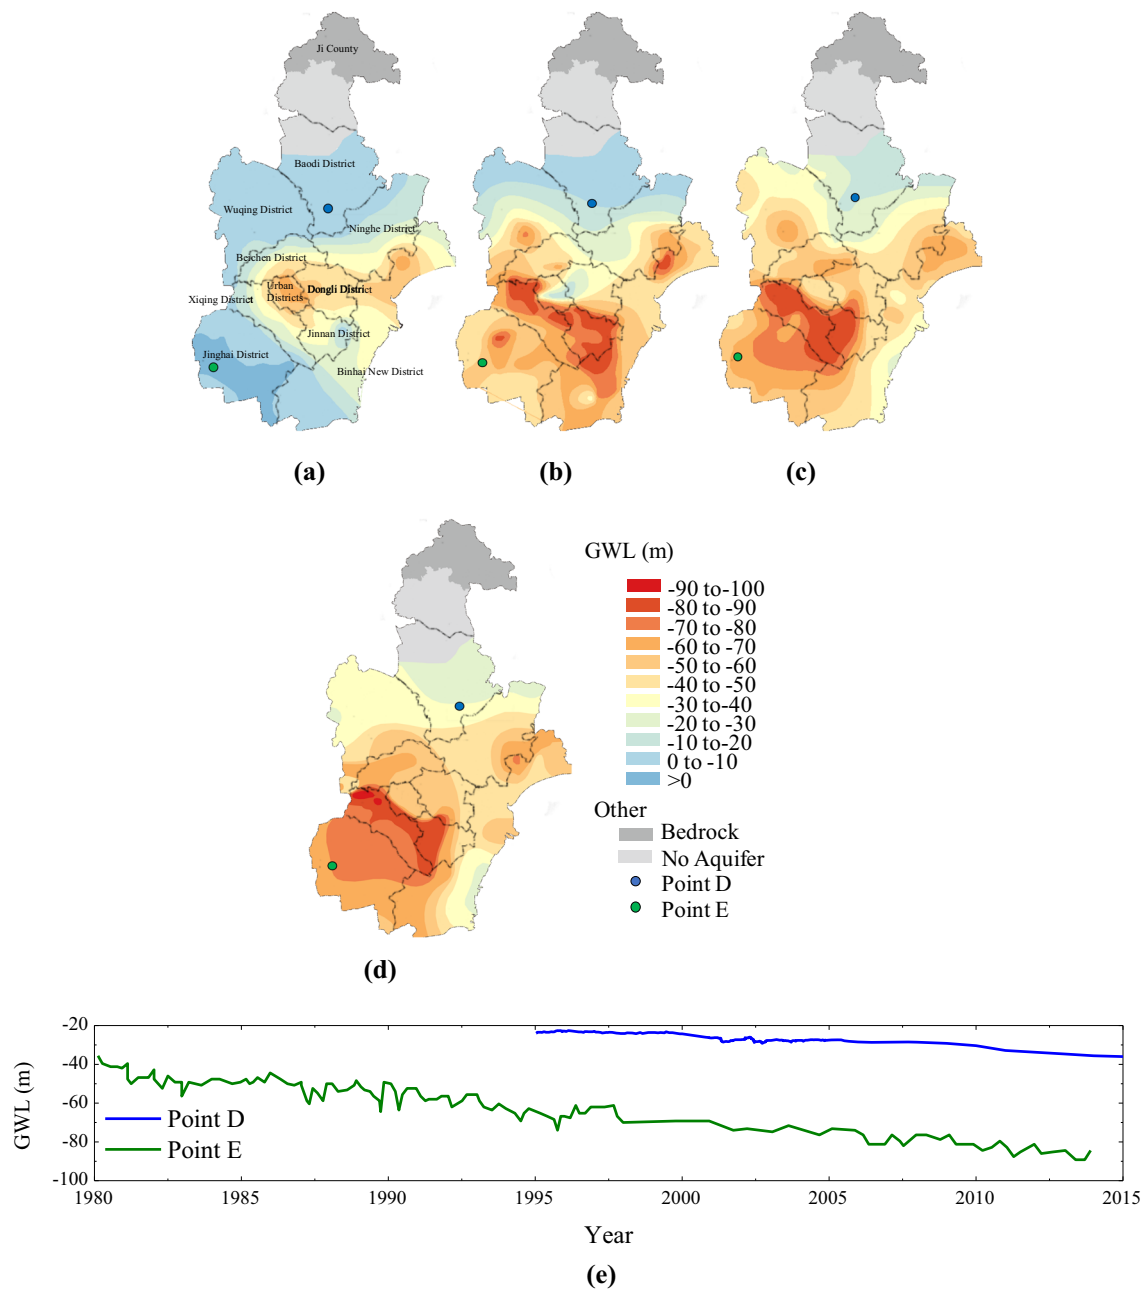 Ji County
Baodi District
Wuqing District
Ninghe District
Beichen District
Urban
Districts
Dongli District
Xiqing District
Jinnan District
Jinghai District
Binhai New District
(a)
(b)
(c)
GWL (m)
-90 to-100
-80 to -90
-70 to -80
-60 to -70
-50 to -60
-40 to -50
-30 to-40
-20 to -30
-10 to-20
0 to -10
>0
Other
Bedrock
No Aquifer
Point D
Point E
(d)
GWL (m)
-20
-40
-60
-80
-100
Point D
Point E
1980 1985 1990 1995 2000 2005 2010 2015
Year
(e)